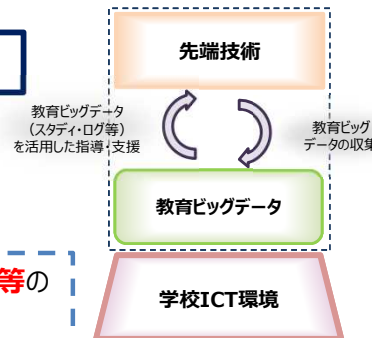 先端技術
教育ビッグデータ
(スタディ・ログ等)
を活用した指導・支援
教育ビッグ
データの収集
教育ビッグデータ
等の
学校ICT環境